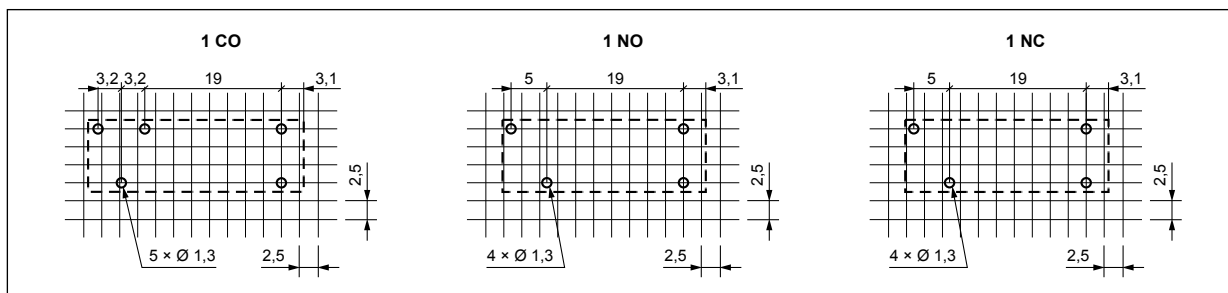 1 CO
3,2 3,2 19 3,1
2,5
5 × Ø 1,3 2,5
1 NO
5 19 3,1
2,5
4 × Ø 1,3 2,5
1 NC
5 19 3,1
2,5
4 × Ø 1,3 2,5